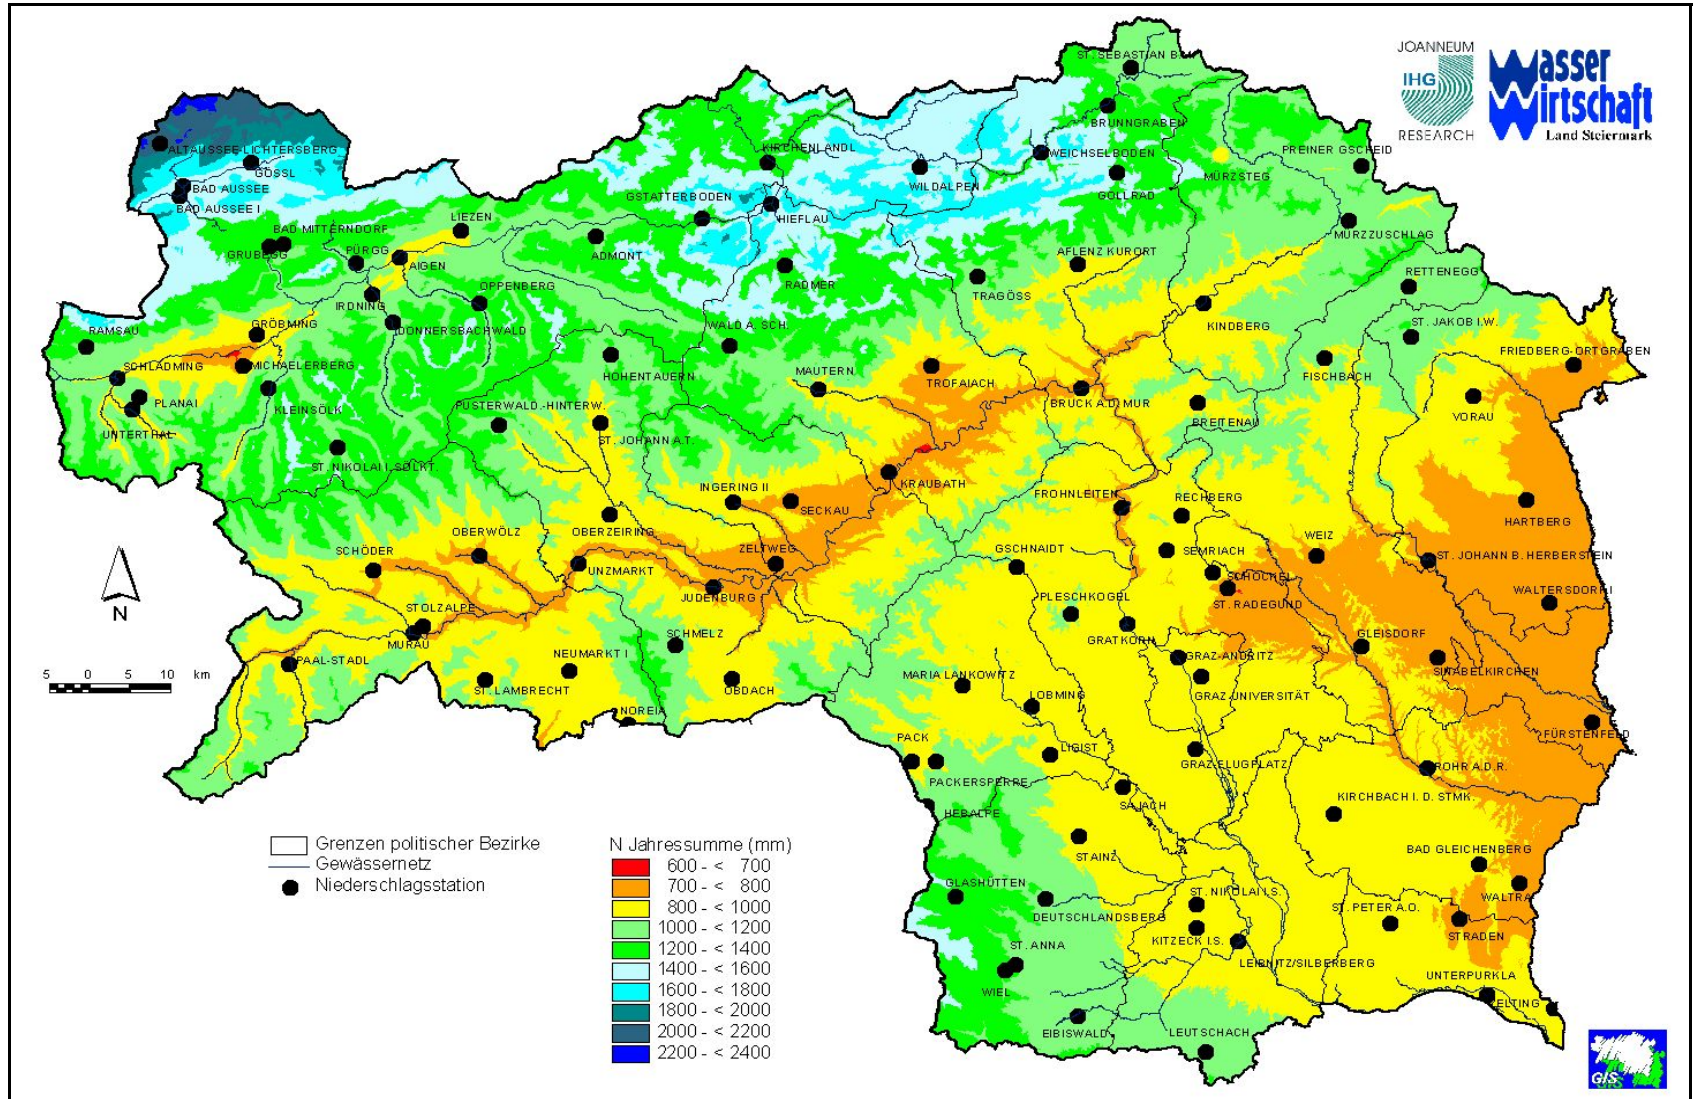 JOANNEUM
IHG
RESEARCH
Wasser
Wirtschaft
Land Steiermark
BRUNNGRABEN
ALTAUSSEE-LICHTERSBERG
GÖSSL
BAD AUSSEE
BAD AUSSEE I
KIRCHENLANDL
WILDALPEN
WEICHSELBODEN
GOLLRAD
MÜRZSTEG
PREINER GSCHEID
GSTATTERBODEN
HIEFLAU
LIEZEN
BAD MITTERNDORF
GRUBEGG
PÜRGG
AIGEN
ADMONT
RADMER
AFLENZ KURORT
TRAGÖSS
MÜRZZUSCHLAG
RETTENEGG
IRDNING
OPPENBERG
DONNERSBACHWALD
WALD A. SCH.
KINDBERG
ST. JAKOB I.W.
FRIEDBERG-ORTGRABEN
RAMSAU
GRÖBMING
SCHLADMING
MICHAELERBERG
HOHENTAUERN
MAUTERN
TROFAIACH
FISCHBACH
PLANAI
KLEINSÖLK
PUSTERWALD.-HINTERW.
BRUCK A.D. MUR
BREITENAU
VORAU
UNTERTHAL
ST. JOHANN A.T.
ST. NIKOLAI I. SÖLKT.
INGERING II
SECKAU
KRAUBATH
FROHNLEITEN
RECHBERG
HARTBERG
SCHÖDER
OBERWÖLZ
OBERZEIRING
ZELTWEG
UNZMARKT
JUDENBURG
GSCHNAIDT
SEMRIACH
WEIZ
ST. JOHANN B. HERBERSTEIN
SCHÖCKEL
ST. RADEGUND
WALTERSDORF I
STOLZALPE
MURAU
SCHMELZ
PLESCHKOGEL
GRATKORN
GLEISDORF
PAAL-STADL
NEUMARKT I
ST. LAMBRECHT
OBDACH
NOREIA
MARIA LANKOWITZ
LOBMING
GRAZ-ANDRITZ
GRAZ-UNIVERSITÄT
SINABELKIRCHEN
FÜRSTENFELD
PACK
PACKERSPERRE
LIGIST
GRAZ-FLUGPLATZ
ROHR A.D.R.
HEBALPE
SAJACH
KIRCHBACH I. D. STMK.
STAINZ
BAD GLEICHENBERG
WALTRA
GLASHÜTTEN
DEUTSCHLANDSBERG
ST. NIKOLAI I.S.
KITZECK I.S.
ST. PETER A.O.
STRADEN
ST. ANNA
WIEL
LEIBNITZ/SILBERBERG
UNTERPURKLA
ZELTING
EIBISWALD
LEUTSCHACH
N
5 0 5 10 km
Grenzen politischer Bezirke
Gewässernetz
Niederschlagsstation
N Jahressumme (mm)
600 - < 700
700 - < 800
800 - < 1000
1000 - < 1200
1200 - < 1400
1400 - < 1600
1600 - < 1800
1800 - < 2000
2000 - < 2200
2200 - < 2400
GIS